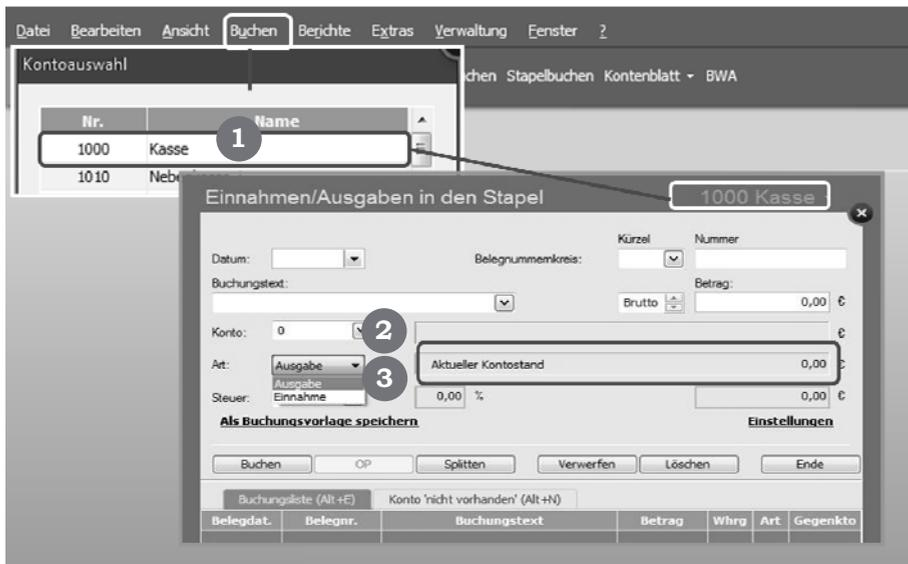 Datei Bearbeiten Ansicht Buchen Berichte Extras Verwaltung Fenster ?
Kontoauswahl
Stapelbuchen Kontenblatt BWA
Nr. Name
1
1000 Kasse
1010
Einnahmen/Ausgaben in den Stapel 1000 Kasse
Kürzel Nummer
Datum: Belegnummernkreis:
Buchungstext: Betrag:
Brutto 0,00 €
Konto: 0 2 €
Art: Ausgabe 3 Aktueller Kontostand 0,00
Ausgabe
Einnahme
Steuer: 0,00 % 0,00 €
Als Buchungsvorlage speichern Einstellungen
Buchen OP Splitten Verwerfen Löschen Ende
Buchungsliste (Alt+E) Konto 'nicht vorhanden' (Alt+N)
Belegdat. Belegnr. Buchungstext Betrag Whrg Art Gegenkto